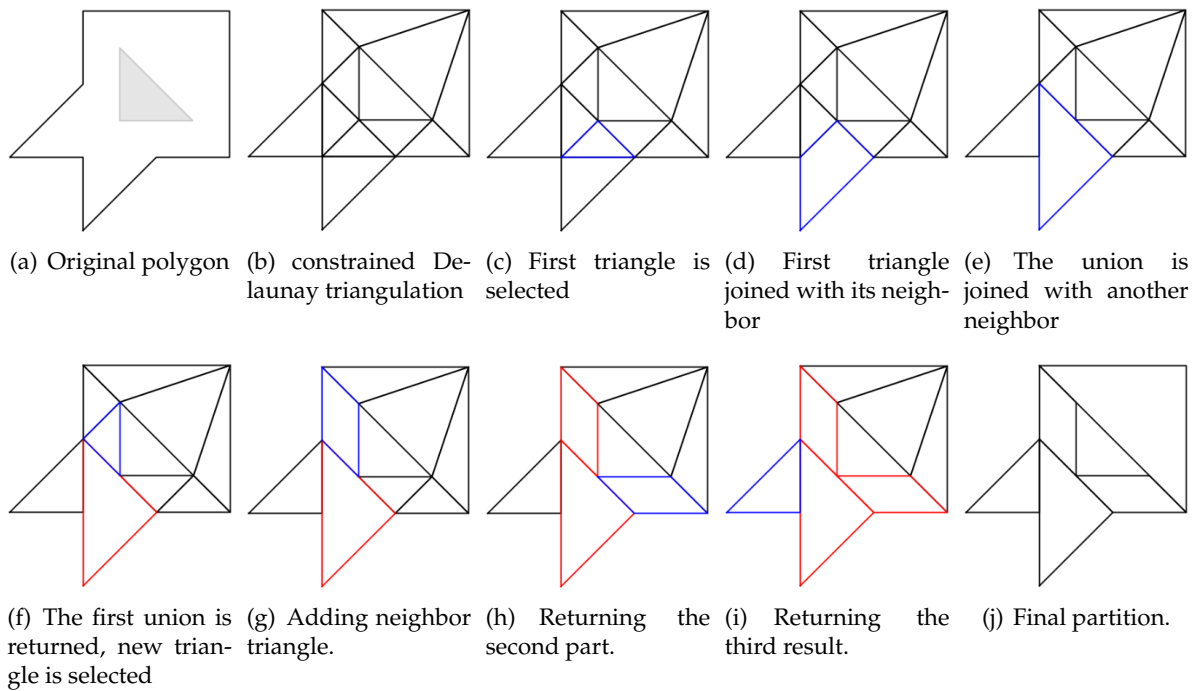 (a) Original polygon
(b) constrained De-
launay triangulation
(c) First triangle is
selected
(d) First triangle
joined with its neigh-
bor
(e) The union is
joined with another
neighbor
(f) The first union is
returned, new trian-
gle is selected
(g) Adding neighbor
triangle.
(h) Returning the
second part.
(i) Returning the
third result.
(j) Final partition.